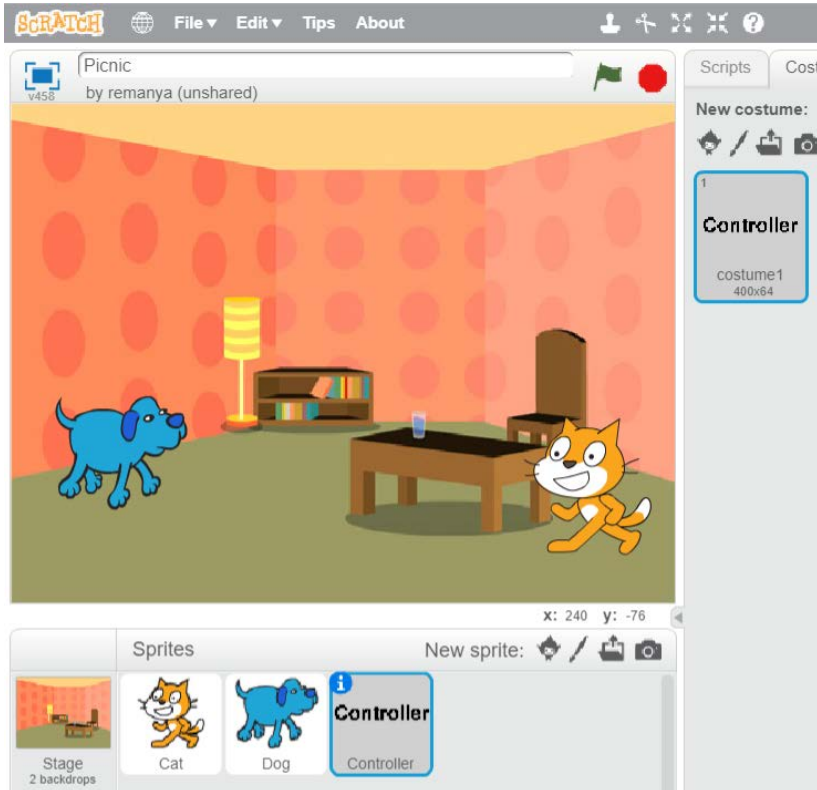 SCRATCH File Edit Tips About
v458
Picnic
by remanya (unshared)
Scripts
Cost
New costume:
1
Controller
costume1
400x64
x: 240 y: -76
Sprites
New sprite:
Controller
Stage
2 backdrops
Cat
Dog
Controller